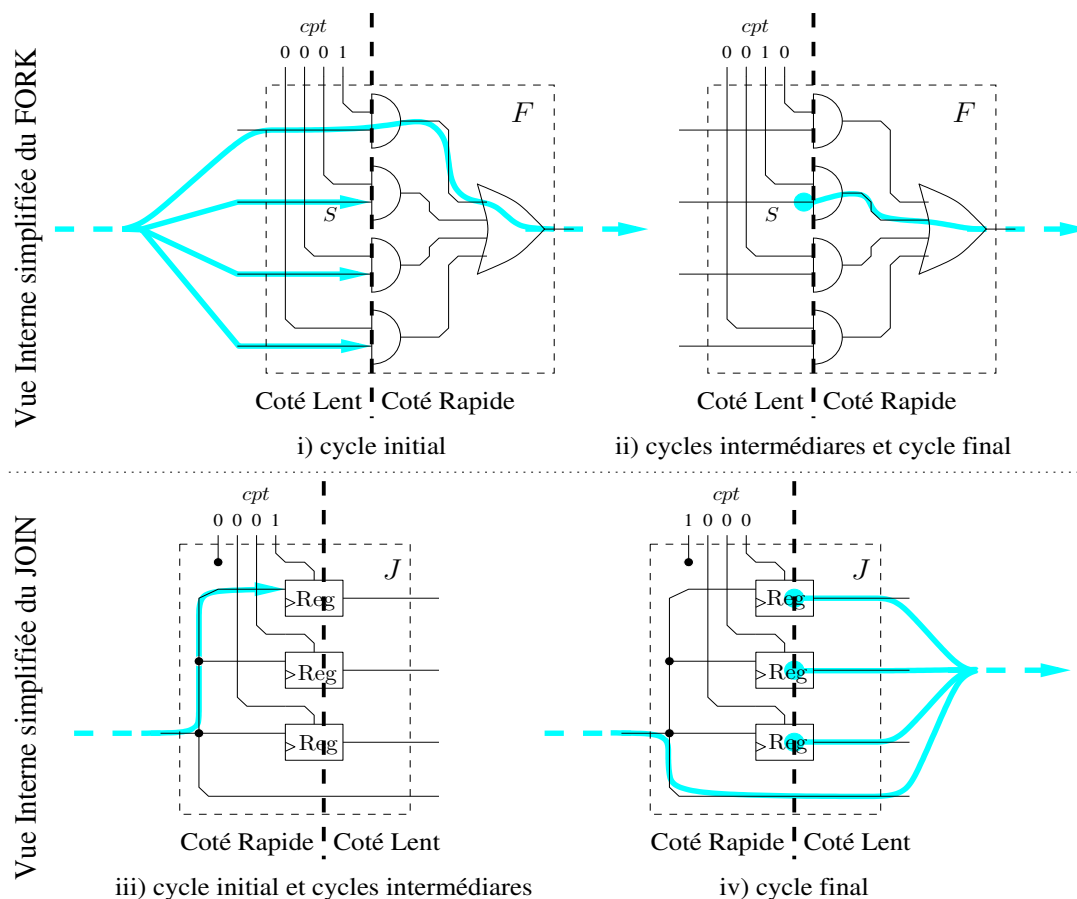 Vue Interne simplifiée du FORK
cpt
0 0 0 1
F
S
Coté Lent
Coté Rapide
i) cycle initial
cpt
0 0 1 0
F
S
Coté Lent
Coté Rapide
ii) cycles intermédiares et cycle final
Vue Interne simplifiée du JOIN
cpt
0 0 0 1
J
Reg
Reg
Reg
Coté Rapide
Coté Lent
iii) cycle initial et cycles intermédiares
cpt
1 0 0 0
J
Reg
Reg
Reg
Coté Rapide
Coté Lent
iv) cycle final